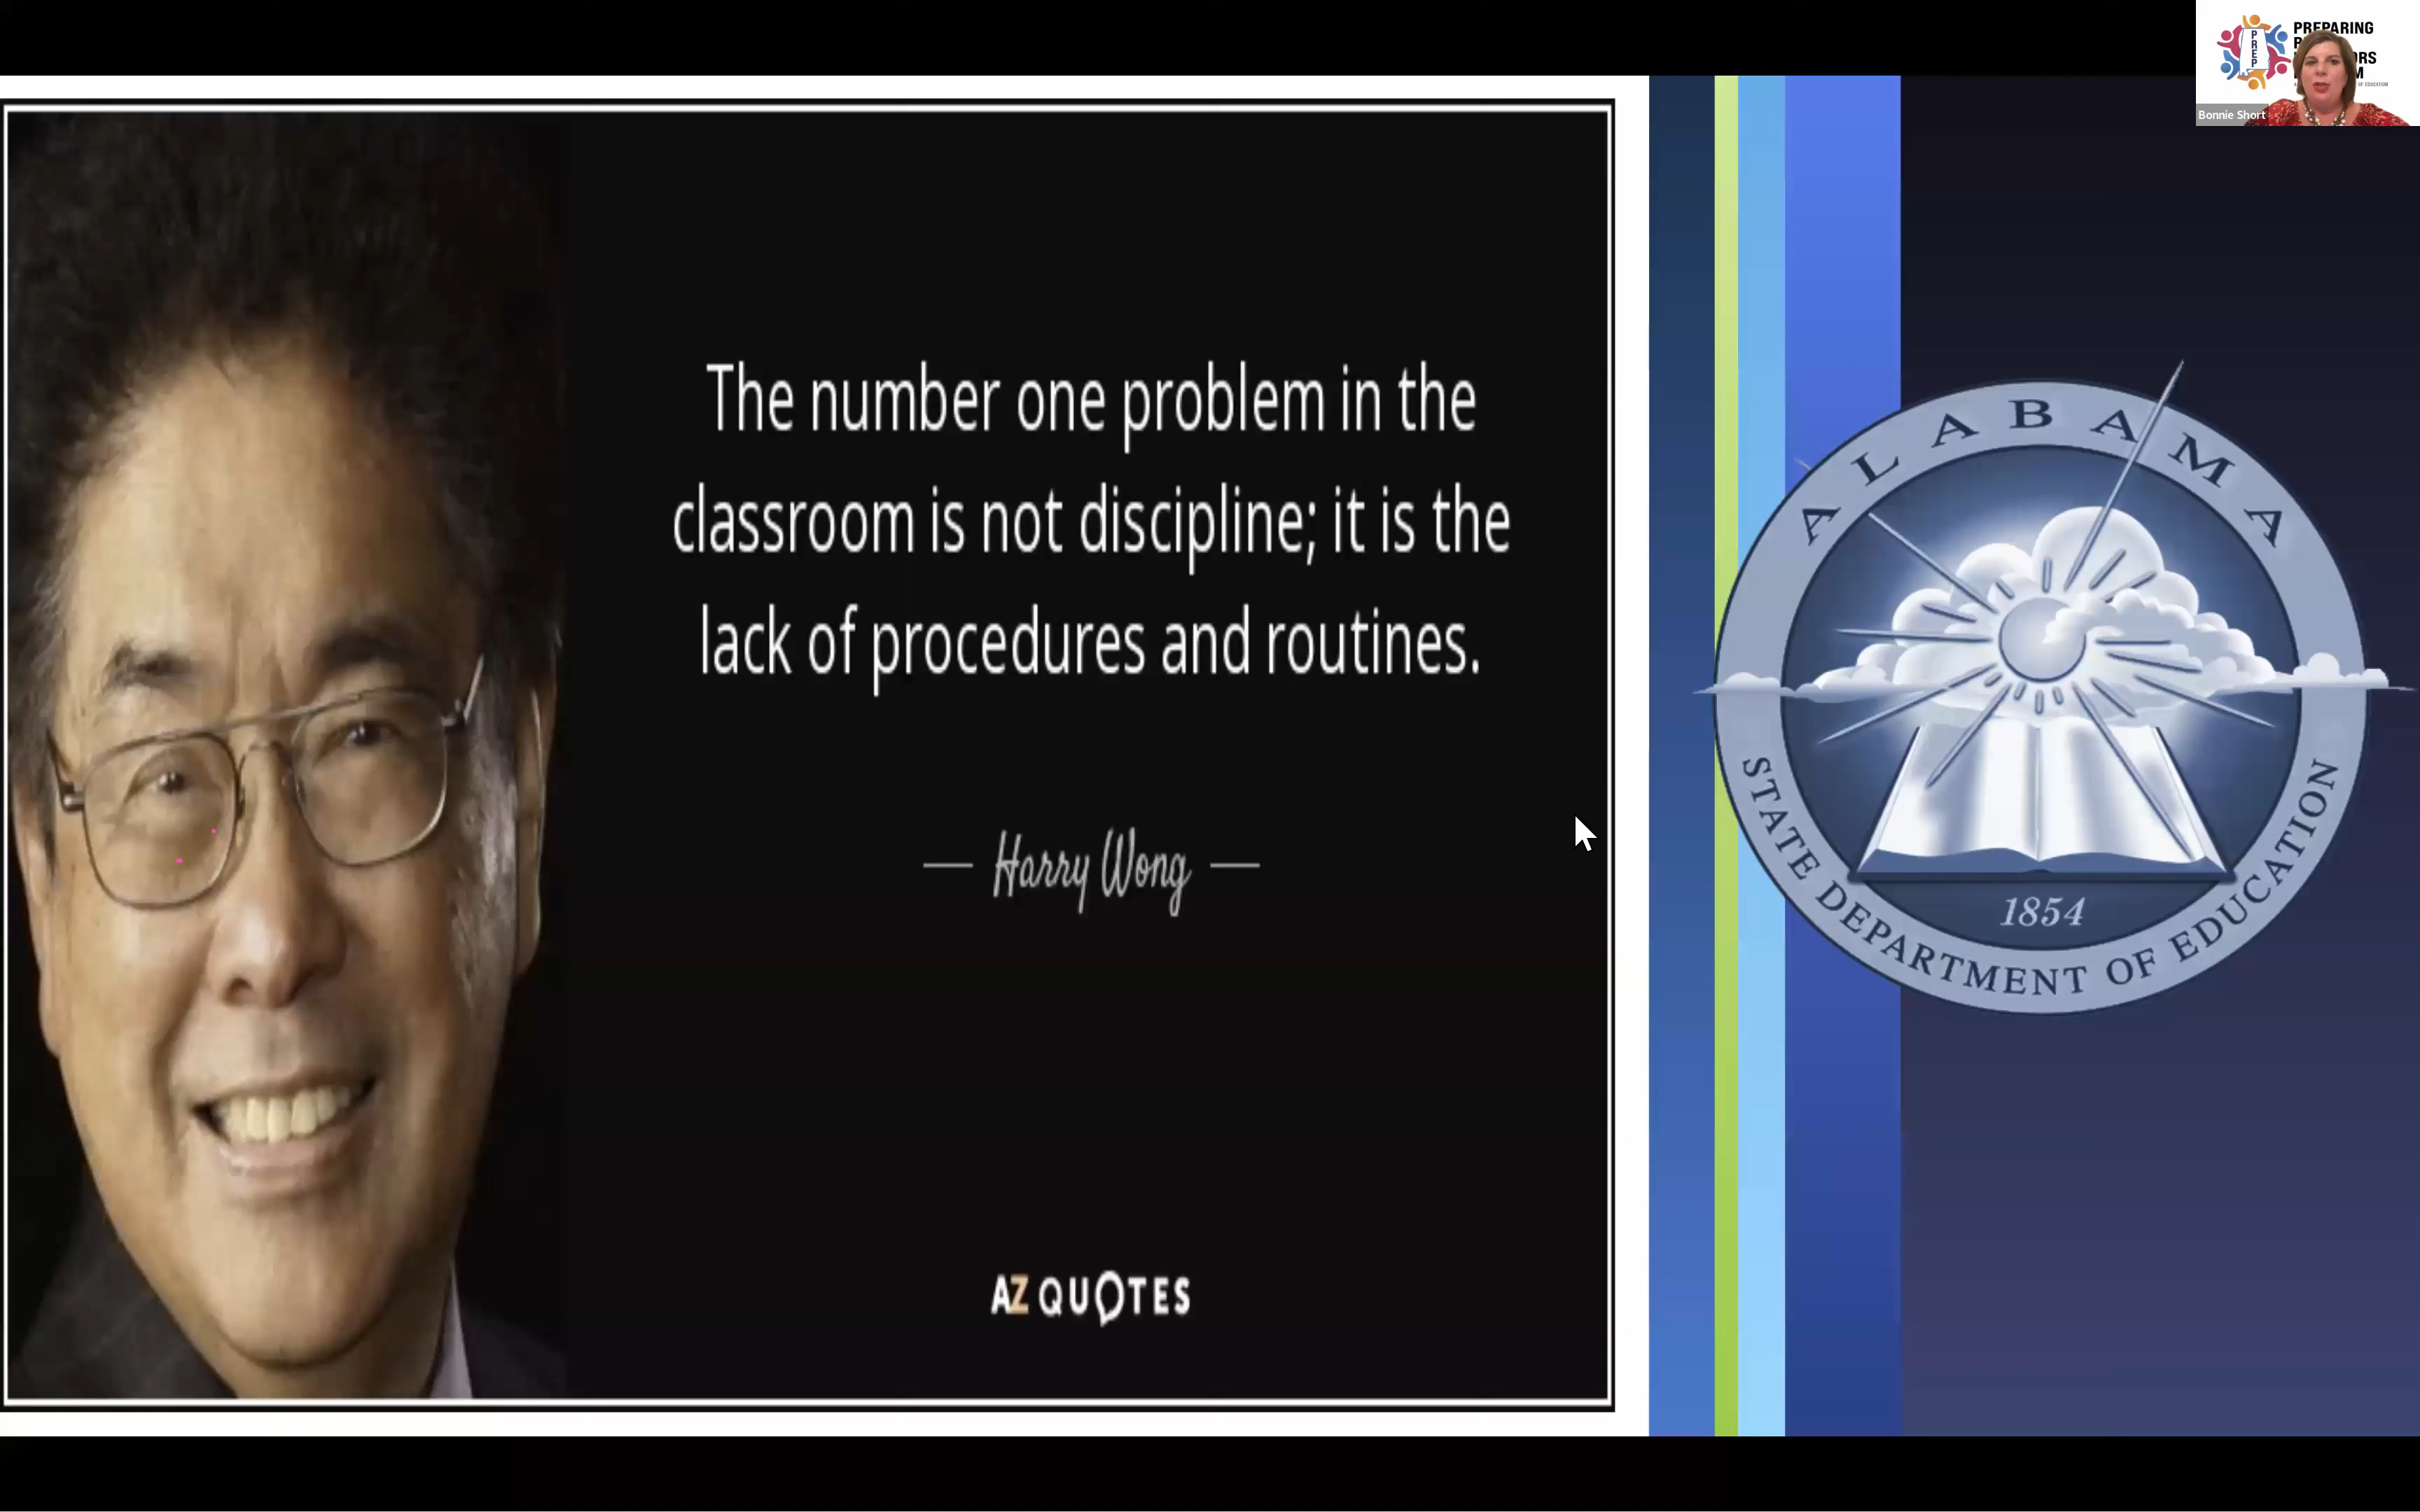 PREPARING
PREP
Bonnie Short
The number one problem in the
classroom is not discipline; it is the
lack of procedures and routines.
— Harry Wong —
AZ QUOTES
ALABAMA
1854
STATE DEPARTMENT OF EDUCATION